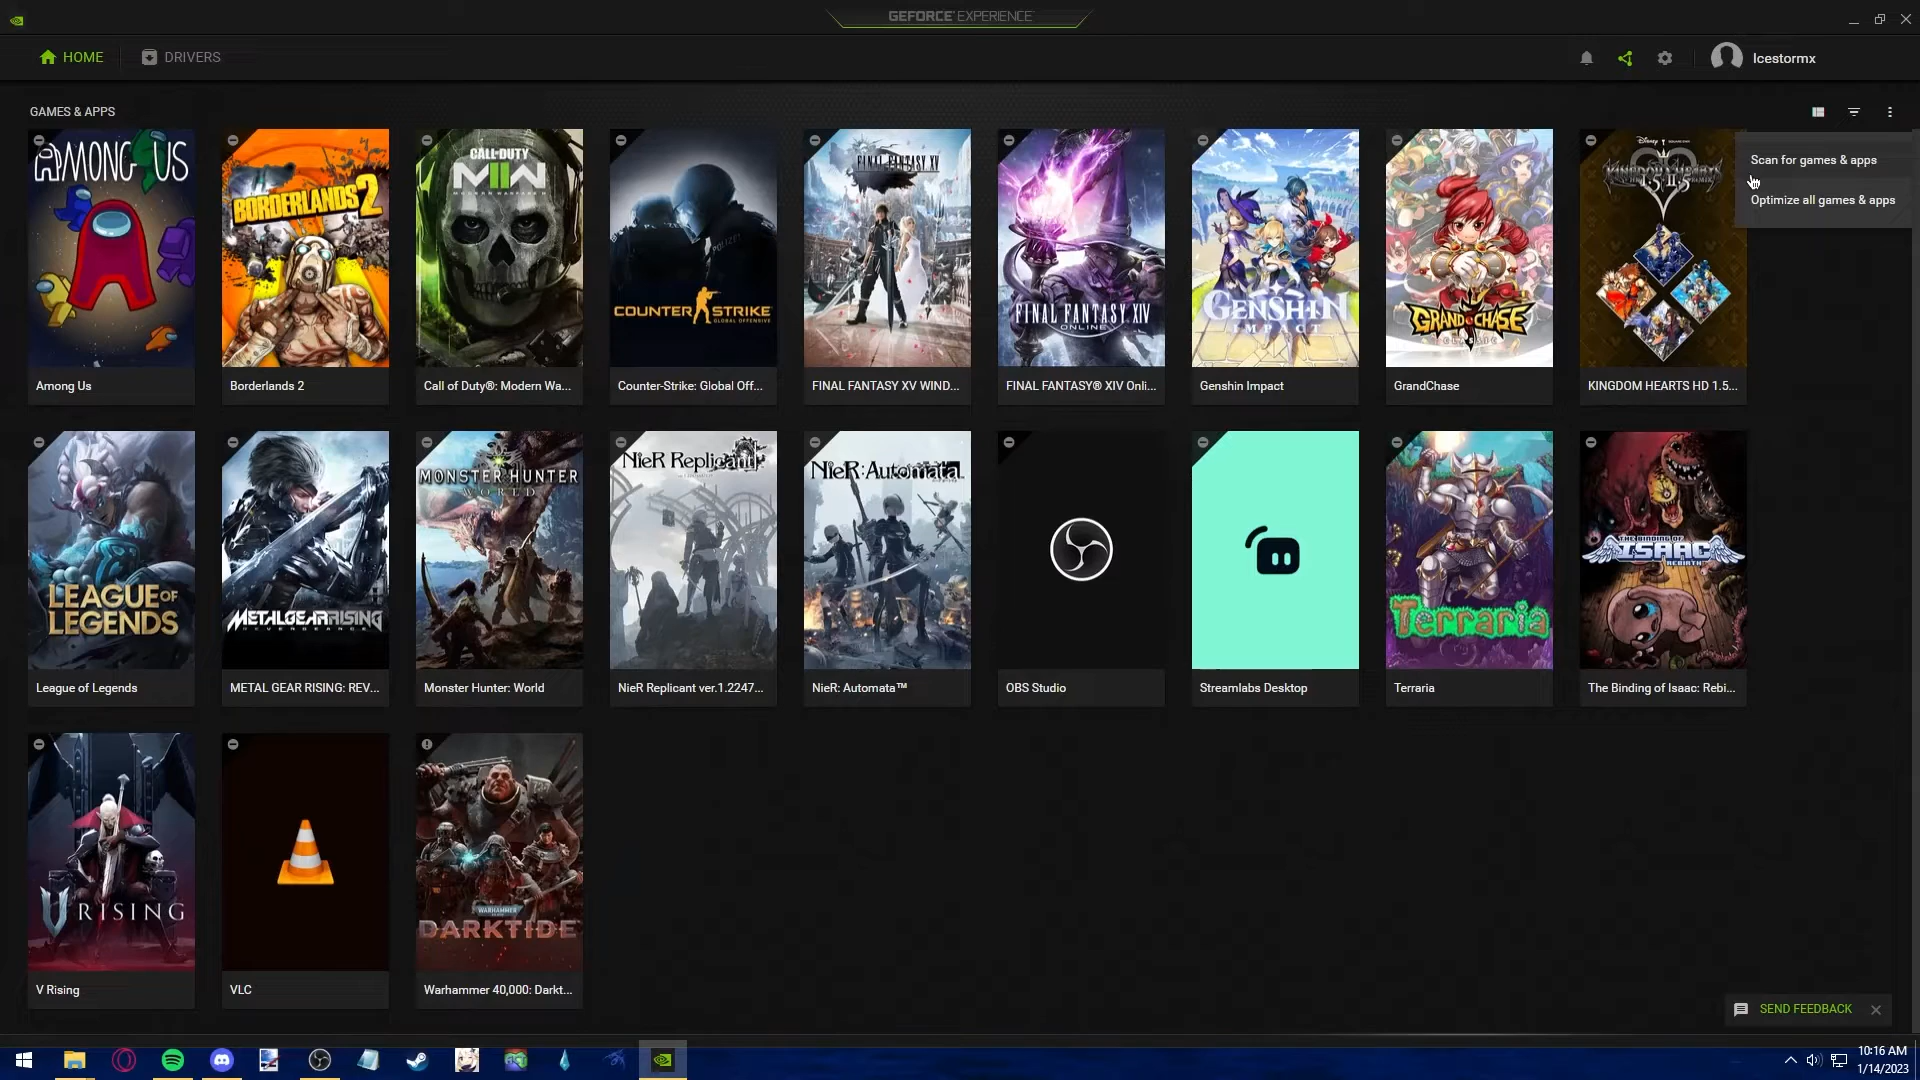 GEFORCE EXPERIENCE
HOME
DRIVERS
Icestormx
GAMES & APPS
Scan for games & apps
Optimize all games & apps
AMONG US
BORDERLANDS 2
CALL OF DUTY
MWII
MODERN WARFARE II
POLIZEI
COUNTER STRIKE
GLOBAL OFFENSIVE
FINAL FANTASY XV
FINAL FANTASY XIV
ONLINE
GENSHIN
IMPACT
GRAND CHASE
CLASSIC
Disney
KINGDOM HEARTS
HD 1.5+II.5 ReMIX
Among Us
Borderlands 2
Call of Duty®: Modern Wa...
Counter-Strike: Global Off...
FINAL FANTASY XV WIND...
FINAL FANTASY® XIV Onli...
Genshin Impact
GrandChase
KINGDOM HEARTS HD 1.5...
LEAGUE OF
LEGENDS
METAL GEAR RISING
REVENGEANCE
MONSTER HUNTER
WORLD
NieR Replicant
NieR:Automata
Terraria
THE BINDING OF
ISAAC
REBIRTH
League of Legends
METAL GEAR RISING: REV...
Monster Hunter: World
NieR Replicant ver.1.2247...
NieR: Automata™
OBS Studio
Streamlabs Desktop
Terraria
The Binding of Isaac: Rebi...
V RISING
WARHAMMER
40,000
DARKTIDE
V Rising
VLC
Warhammer 40,000: Darkt...
SEND FEEDBACK
10:16 AM
1/14/2023